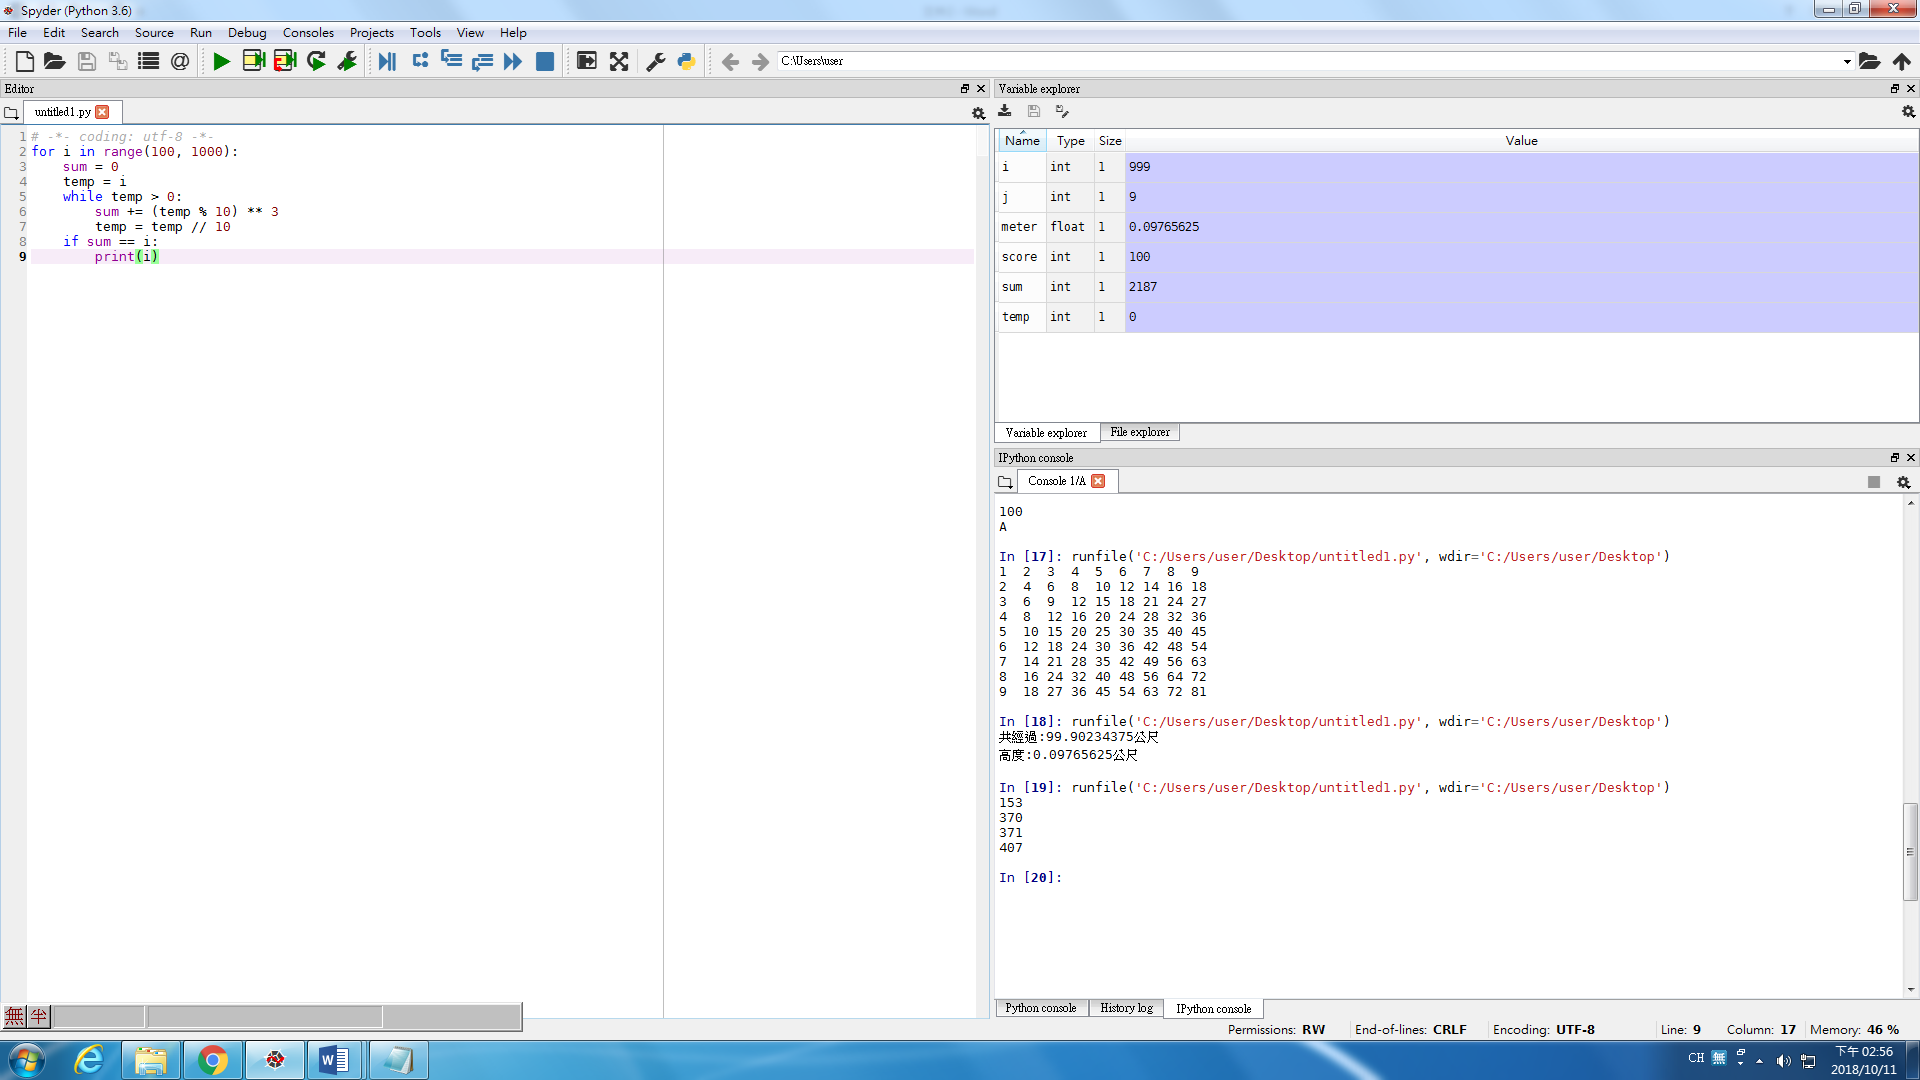 Spyder (Python 3.6)
File Edit Search Source Run Debug Consoles Projects Tools View Help
C:\Users\user
Editor
untitled1.py
1 # -*- coding: utf-8 -*-
2 for i in range(100, 1000):
3     sum = 0
4     temp = i
5     while temp > 0:
6         sum += (temp % 10) ** 3
7         temp = temp // 10
8     if sum == i:
9         print(i)
Variable explorer
Name Type Size Value
i int 1 999
j int 1 9
meter float 1 0.09765625
score int 1 100
sum int 1 2187
temp int 1 0
Variable explorer File explorer
IPython console
Console 1/A
100
A
In [17]: runfile('C:/Users/user/Desktop/untitled1.py', wdir='C:/Users/user/Desktop')
1 2 3 4 5 6 7 8 9
2 4 6 8 10 12 14 16 18
3 6 9 12 15 18 21 24 27
4 8 12 16 20 24 28 32 36
5 10 15 20 25 30 35 40 45
6 12 18 24 30 36 42 48 54
7 14 21 28 35 42 49 56 63
8 16 24 32 40 48 56 64 72
9 18 27 36 45 54 63 72 81
In [18]: runfile('C:/Users/user/Desktop/untitled1.py', wdir='C:/Users/user/Desktop')
共經過:99.90234375公尺
高度:0.09765625公尺
In [19]: runfile('C:/Users/user/Desktop/untitled1.py', wdir='C:/Users/user/Desktop')
153
370
371
407
In [20]:
Python console History log IPython console
無 半
Permissions: RW End-of-lines: CRLF Encoding: UTF-8 Line: 9 Column: 17 Memory: 46 %
CH 無 下午 02:56
2018/10/11